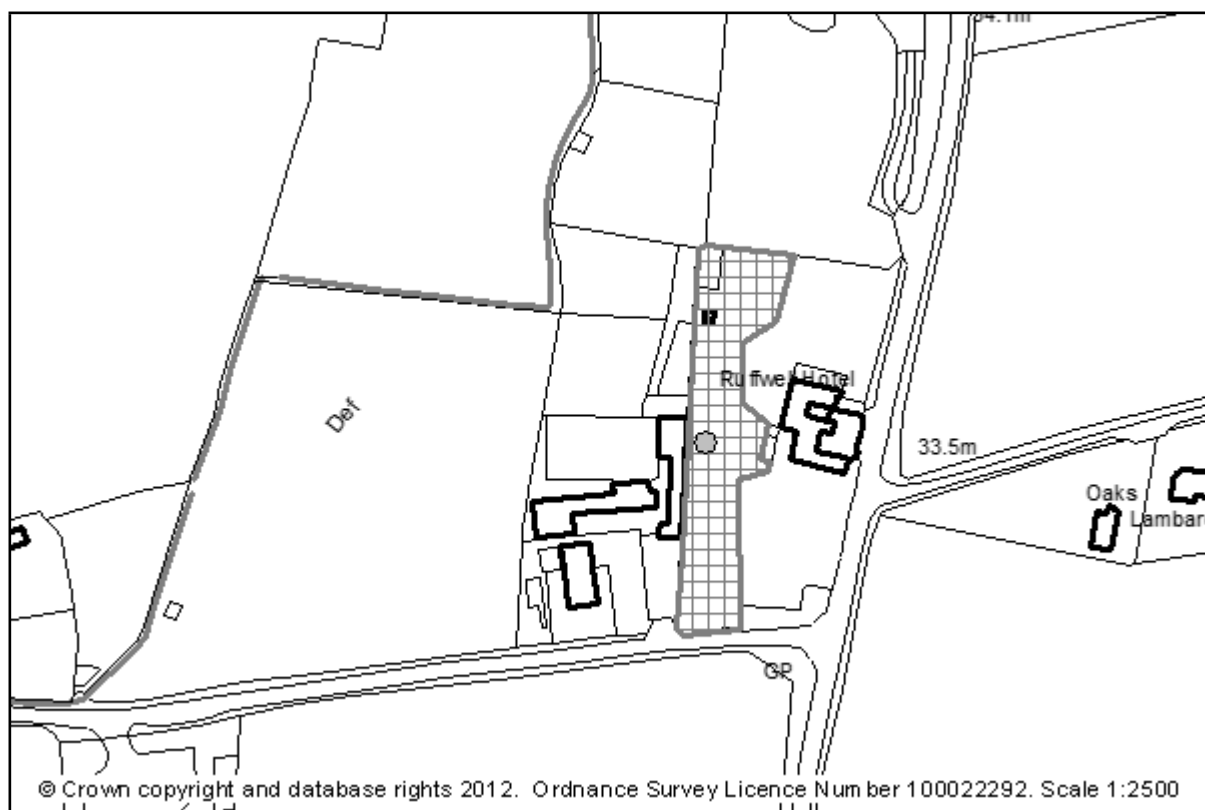 Ruffwel Hotel
Def
33.5m
Oaks
GP
© Crown copyright and database rights 2012. Ordnance Survey Licence Number 100022292. Scale 1:2500